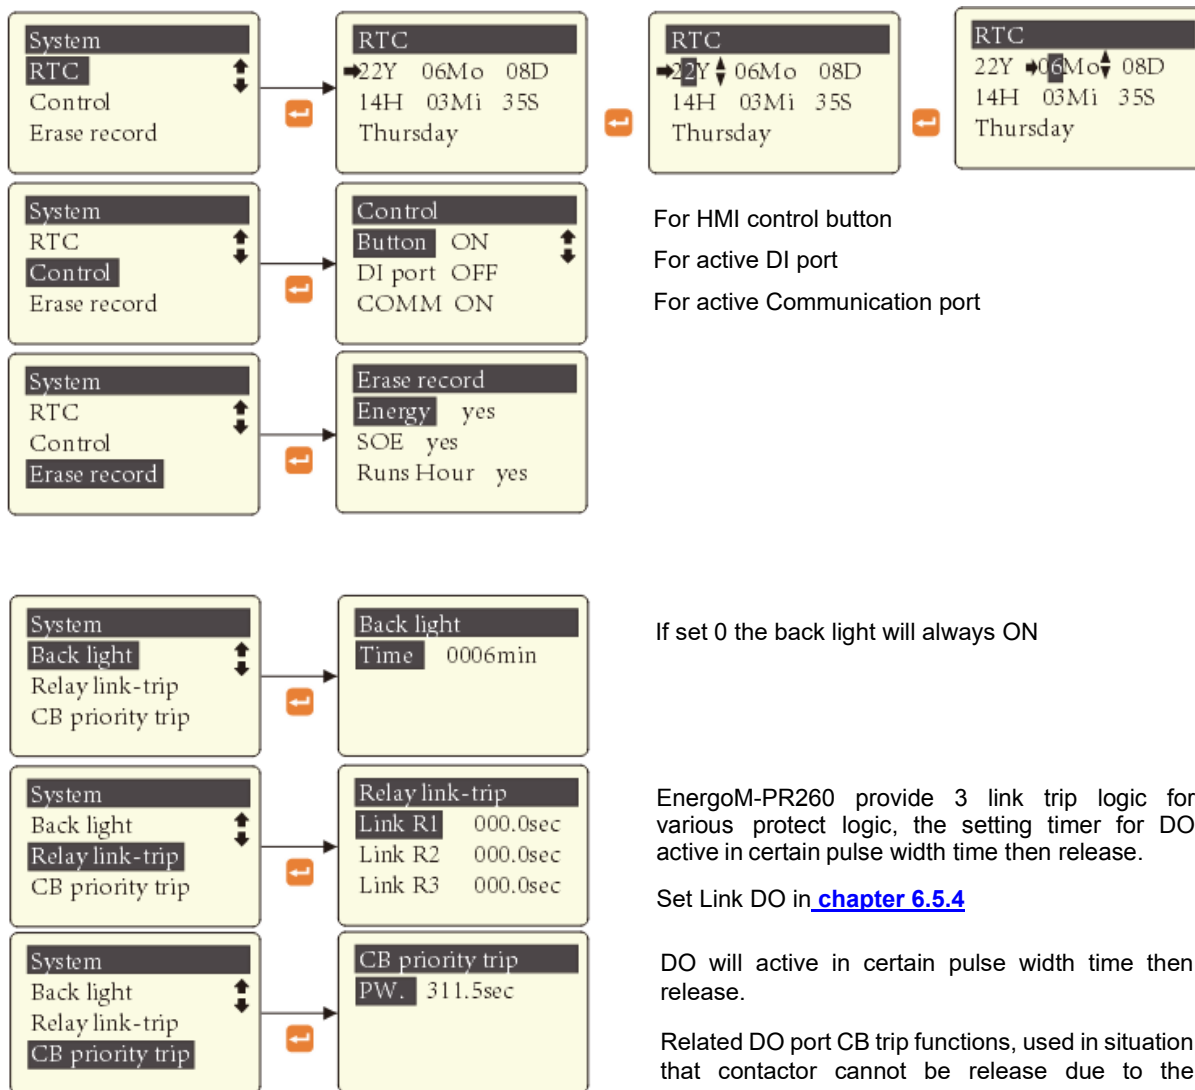 System
RTC
Control
Erase record
RTC
22Y 06Mo 08D
14H 03Mi 35S
Thursday
RTC
22Y 06Mo 08D
14H 03Mi 35S
Thursday
RTC
22Y 06Mo 08D
14H 03Mi 35S
Thursday
System
RTC
Control
Erase record
Control
Button ON
DI port OFF
COMM ON
For HMI control button
For active DI port
For active Communication port
System
RTC
Control
Erase record
Erase record
Energy yes
SOE yes
Runs Hour yes
System
Back light
Relay link-trip
CB priority trip
Back light
Time 0006min
If set 0 the back light will always ON
System
Back light
Relay link-trip
CB priority trip
Relay link-trip
Link R1 000.0sec
Link R2 000.0sec
Link R3 000.0sec
EnergoM-PR260 provide 3 link trip logic for
various protect logic, the setting timer for DO
active in certain pulse width time then release.
Set Link DO in chapter 6.5.4
System
Back light
Relay link-trip
CB priority trip
CB priority trip
PW. 311.5sec
DO will active in certain pulse width time then
release.
Related DO port CB trip functions, used in situation
that contactor cannot be release due to the